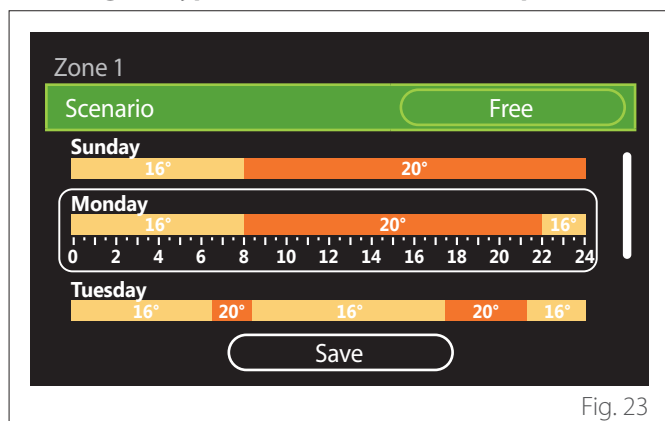 Zone 1
Scenario Free
Sunday
16° 20°
Monday
16° 20° 16°
0 2 4 6 8 10 12 14 16 18 20 22 24
Tuesday
16° 20° 16° 20° 16°
Save
Fig. 23